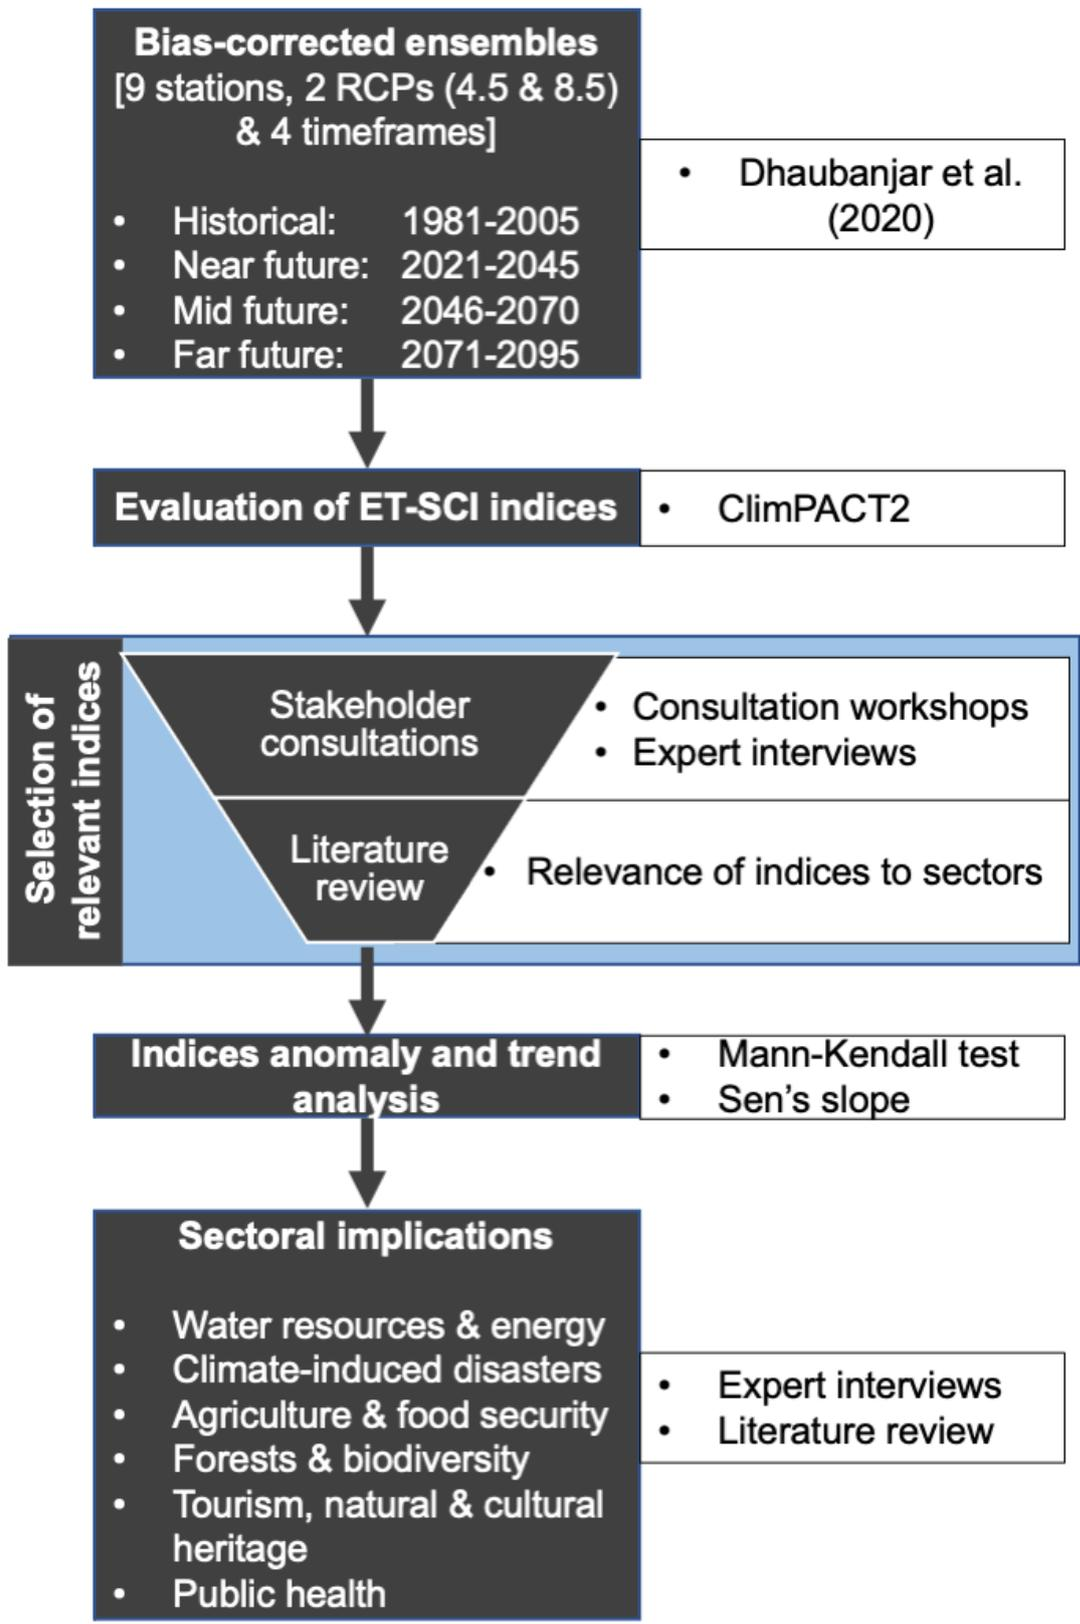 Bias-corrected ensembles
[9 stations, 2 RCPs (4.5 & 8.5)
& 4 timeframes]
• Historical: 1981-2005
• Near future: 2021-2045
• Mid future: 2046-2070
• Far future: 2071-2095
• Dhaubanjar et al.
(2020)
Evaluation of ET-SCI indices
• ClimPACT2
Selection of
relevant indices
Stakeholder
consultations
• Consultation workshops
• Expert interviews
Literature
review
• Relevance of indices to sectors
Indices anomaly and trend
analysis
• Mann-Kendall test
• Sen's slope
Sectoral implications
• Water resources & energy
• Climate-induced disasters
• Agriculture & food security
• Forests & biodiversity
• Tourism, natural & cultural
heritage
• Public health
• Expert interviews
• Literature review